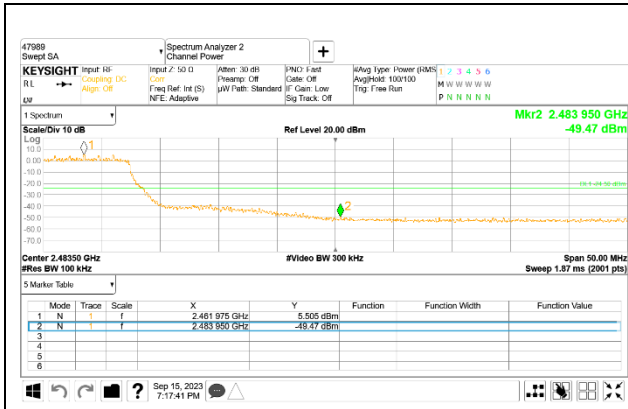 47989
Swept SA
Spectrum Analyzer 2
Channel Power
KEYSIGHT
RL
Input: RF
Coupling: DC
Align: Off
Input Z: 50 Ω
Corr
Freq Ref: Int (S)
NFE: Adaptive
Atten: 30 dB
Preamp: Off
µW Path: Standard
PNO: Fast
Gate: Off
IF Gain: Low
Sig Track: Off
#Avg Type: Power (RMS
Avg|Hold: 100/100
Trig: Free Run
1 2 3 4 5 6
M W W W W W
P N N N N N
1 Spectrum
Scale/Div 10 dB
Ref Level 20.00 dBm
Mkr2 2.483 950 GHz
-49.47 dBm
Log
10.0
0.00
-10.0
-20.0
-30.0
-40.0
-50.0
-60.0
-70.0
1
2
Center 2.48350 GHz
#Video BW 300 kHz
Span 50.00 MHz
#Res BW 100 kHz
Sweep 1.87 ms (2001 pts)
5 Marker Table
Mode Trace Scale X Y Function Function Width Function Value
1 N 1 f 2.461 975 GHz 5.505 dBm
2 N 1 f 2.483 950 GHz -49.47 dBm
3
4
5
6
?
Sep 15, 2023
7:17:41 PM